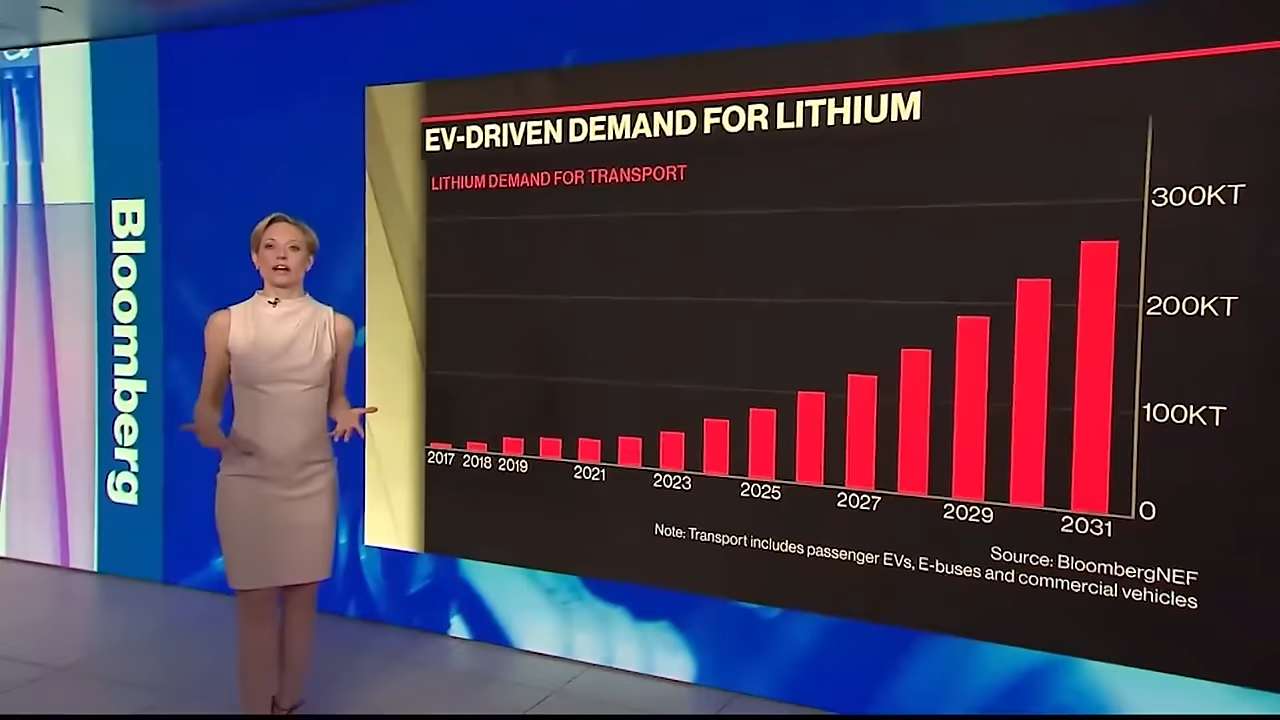 Bloomberg
EV-DRIVEN DEMAND FOR LITHIUM
LITHIUM DEMAND FOR TRANSPORT
300KT
200KT
100KT
0
2017 2018 2019 2021 2023 2025 2027 2029 2031
Source: BloombergNEF
Note: Transport includes passenger EVs, E-buses and commercial vehicles